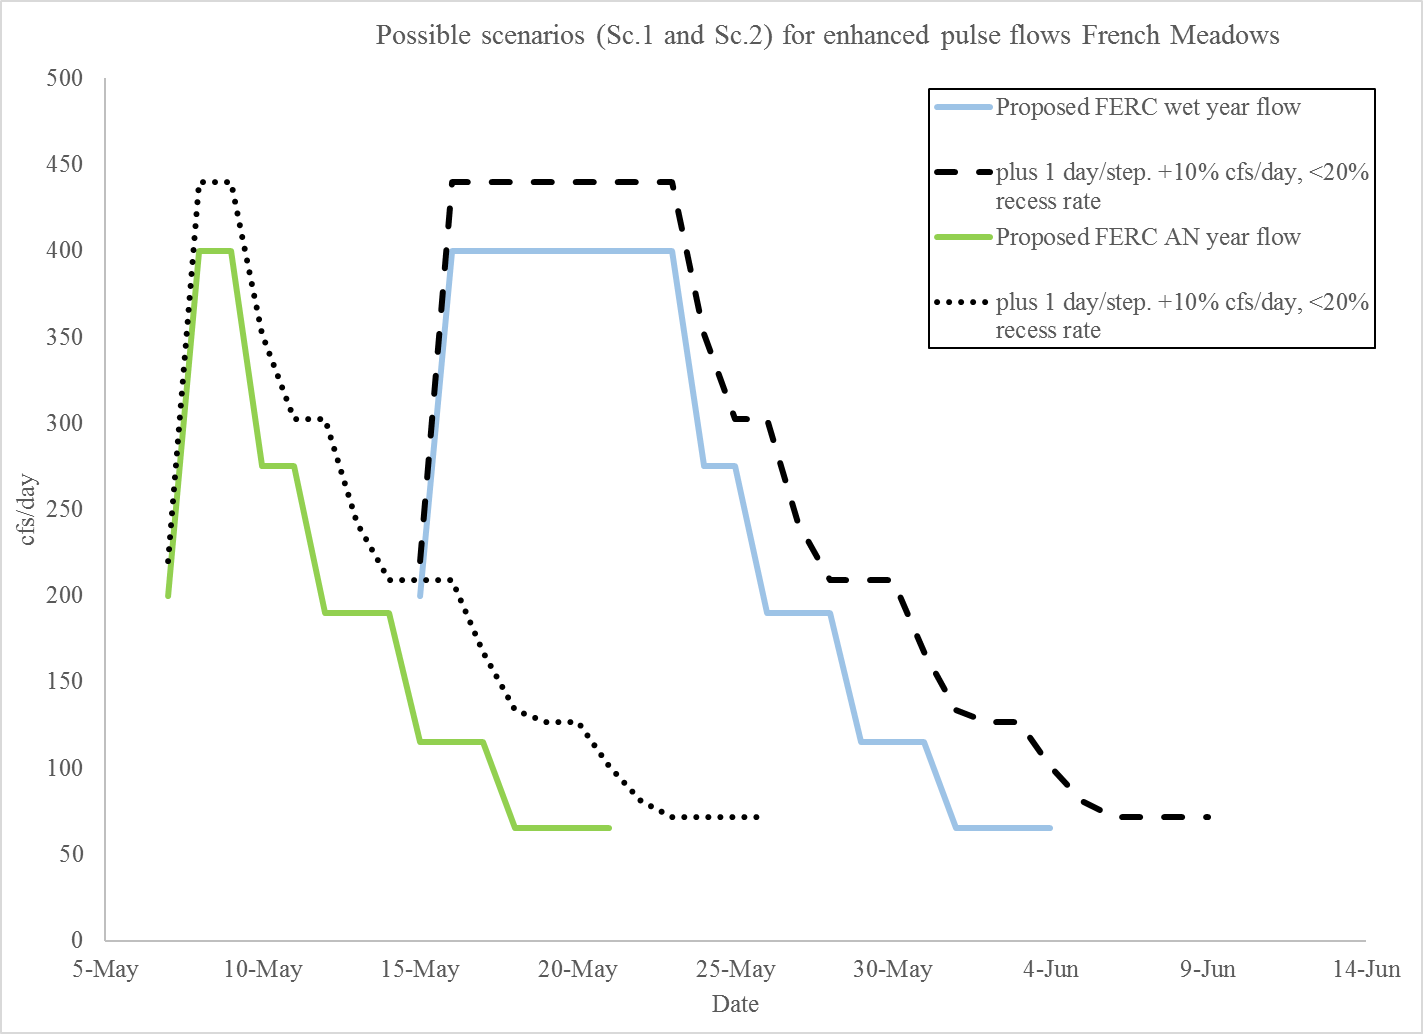 Possible scenarios (Sc.1 and Sc.2) for enhanced pulse flows French Meadows
500
450
400
350
300
250
200
150
100
50
0
cfs/day
Proposed FERC wet year flow
plus 1 day/step. +10% cfs/day, <20%
recess rate
Proposed FERC AN year flow
plus 1 day/step. +10% cfs/day, <20%
recess rate
5-May
10-May
15-May
20-May
25-May
30-May
4-Jun
9-Jun
14-Jun
Date